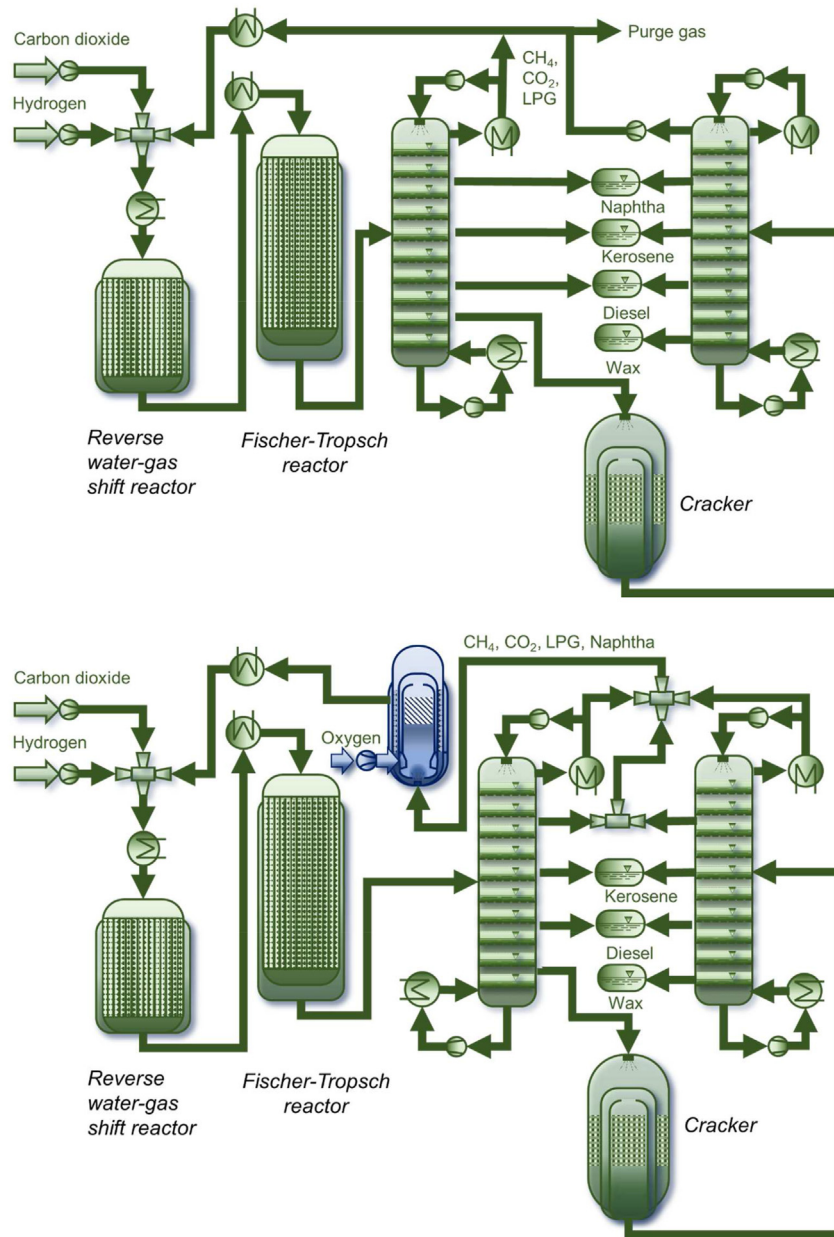 Carbon dioxide
Hydrogen
Purge gas
CH₄,
CO₂,
LPG
Naphtha
Kerosene
Diesel
Wax
Reverse
water-gas
shift reactor
Fischer-Tropsch
reactor
Cracker
CH₄, CO₂, LPG, Naphtha
Carbon dioxide
Hydrogen
Oxygen
Kerosene
Diesel
Wax
Reverse
water-gas
shift reactor
Fischer-Tropsch
reactor
Cracker